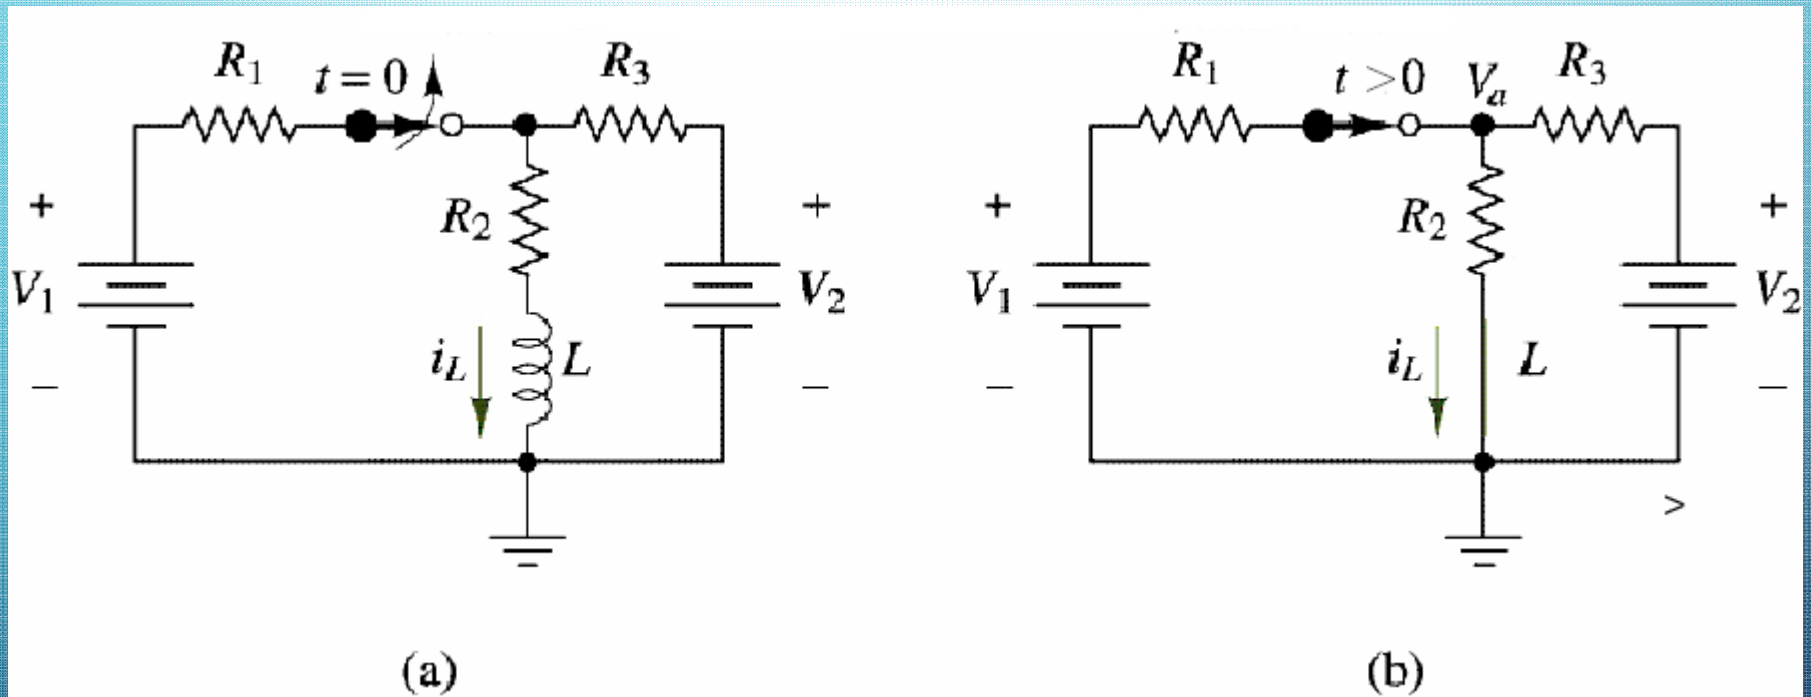 R1 t = 0 R3
R2
+ +
V1 V2
iL L
– –
(a)
R1 t >0 Va R3
R2
+ +
V1 V2
iL L
– –
>
(b)